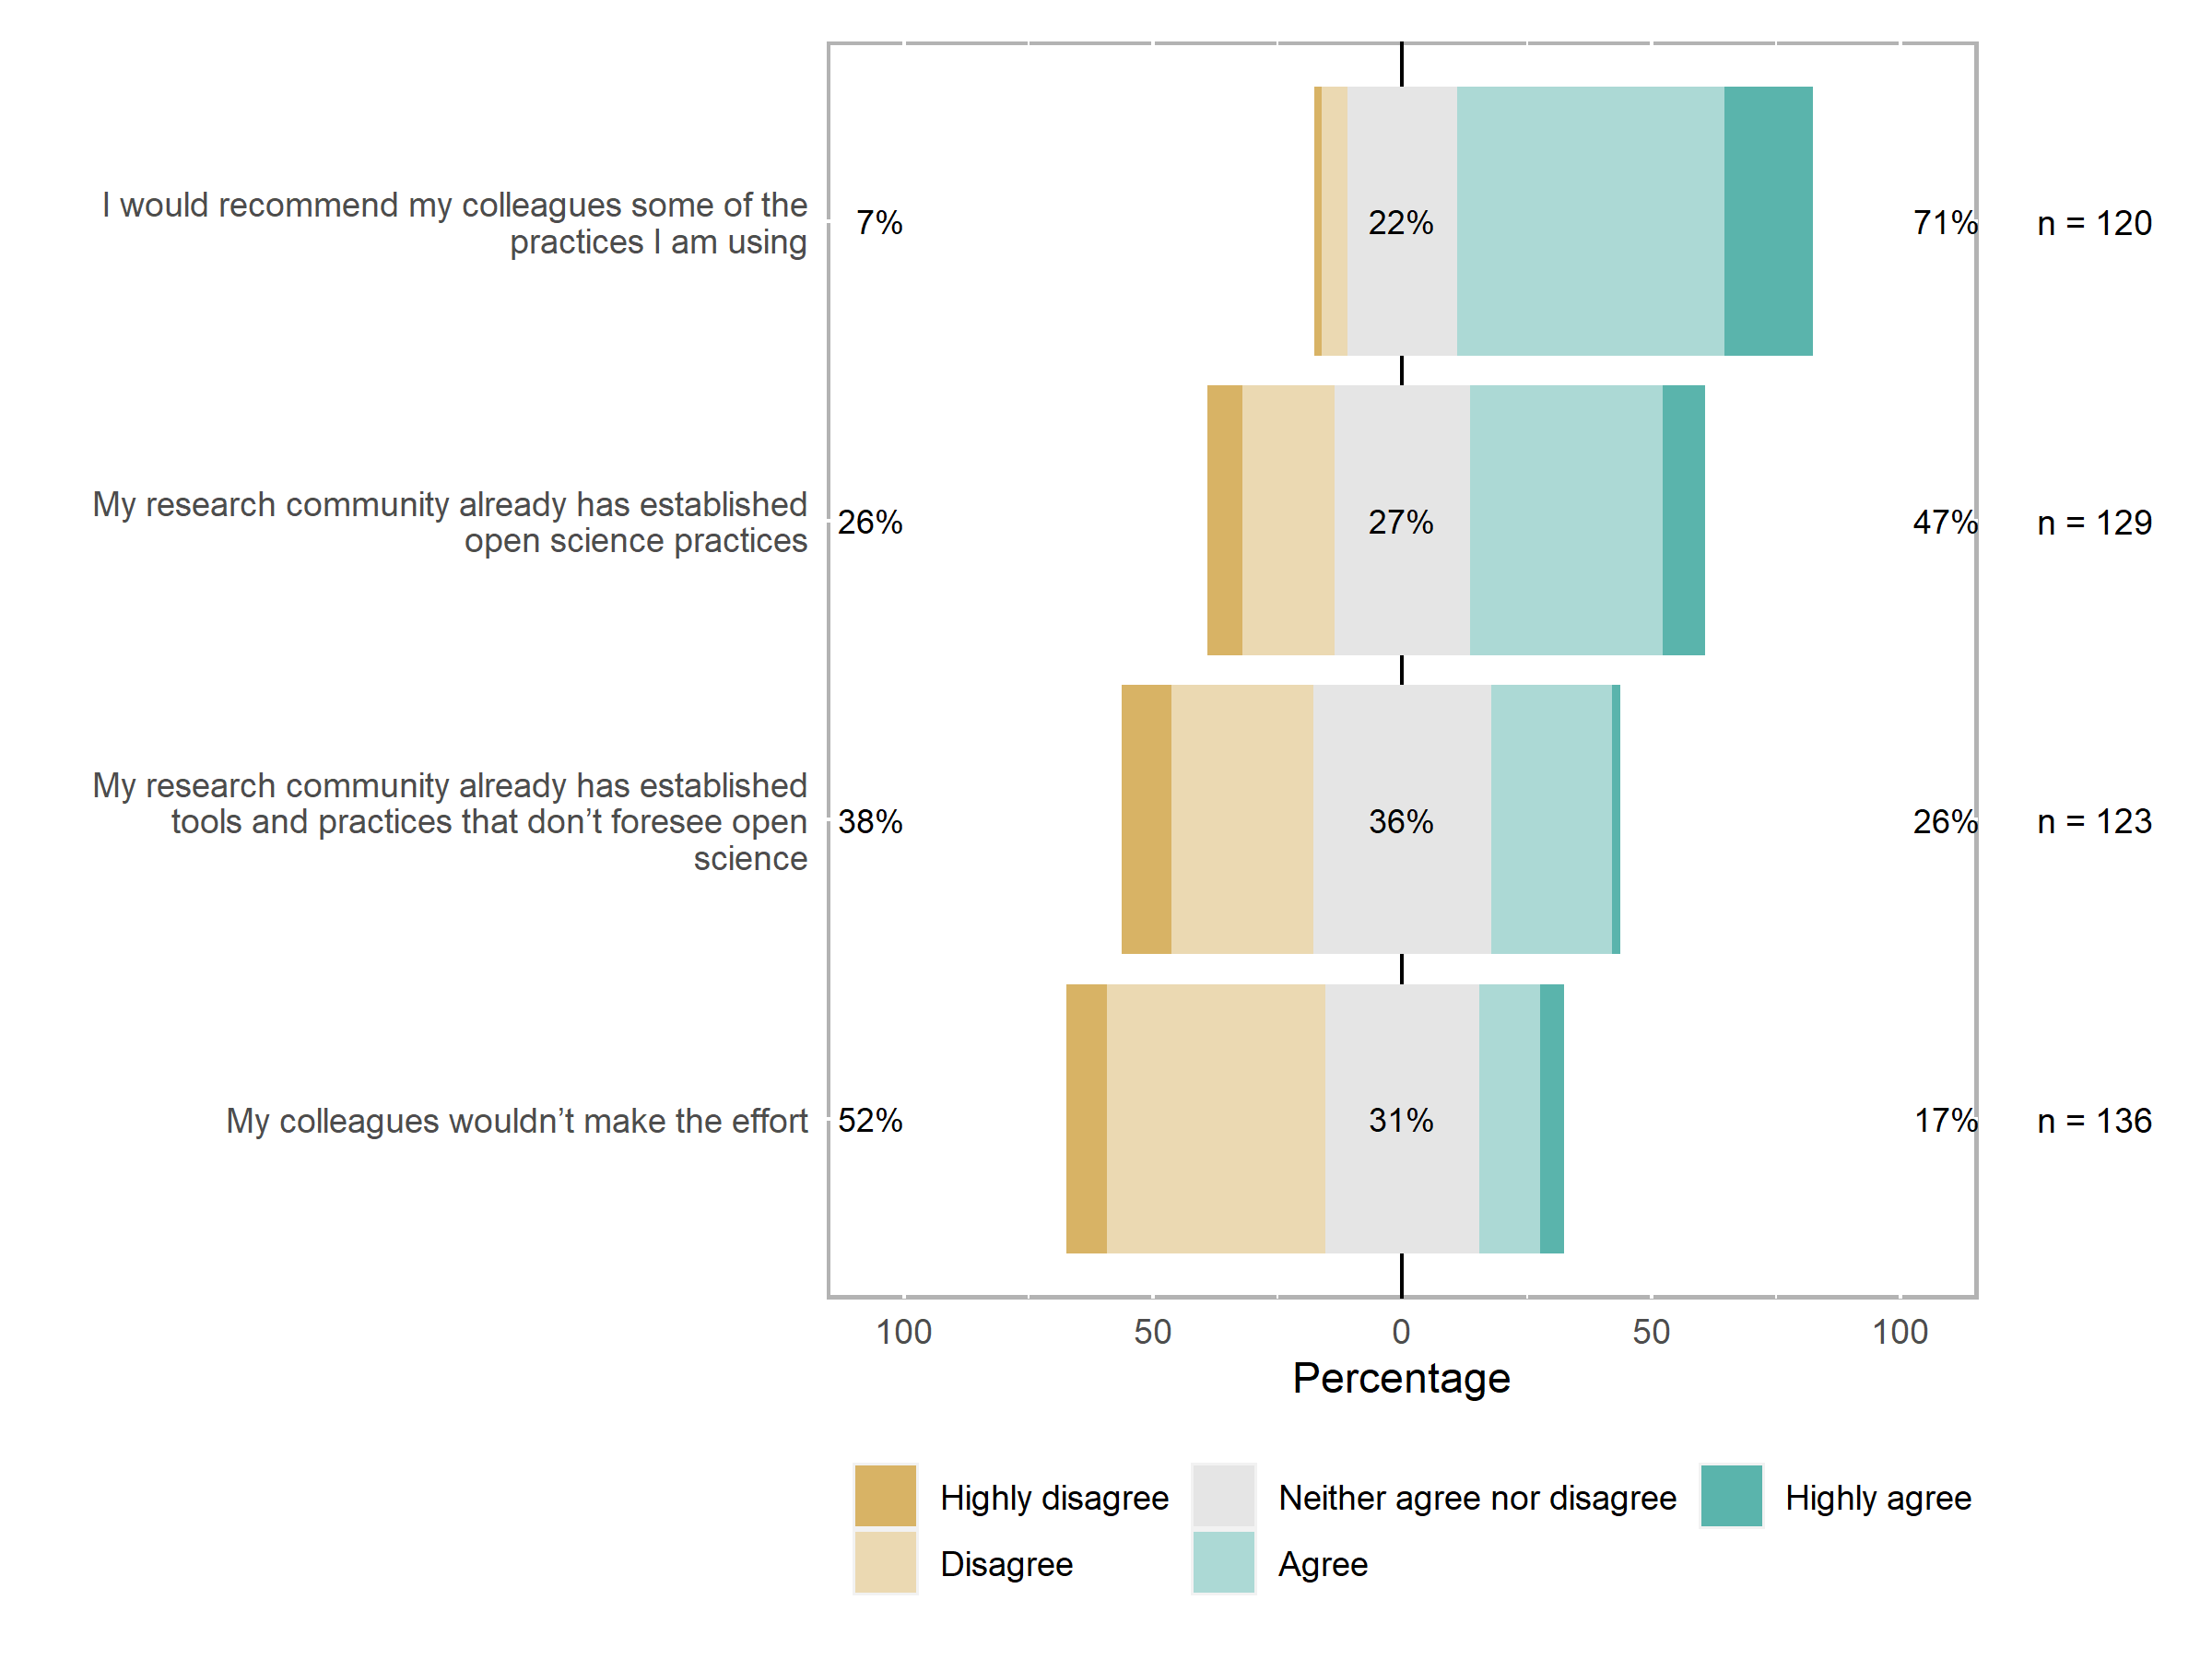 I would recommend my colleagues some of the
practices I am using
7%
22%
71%
n = 120
My research community already has established
open science practices
26%
27%
47%
n = 129
My research community already has established
tools and practices that don’t foresee open
science
38%
36%
26%
n = 123
My colleagues wouldn’t make the effort
52%
31%
17%
n = 136
100 50 0 50 100
Percentage
Highly disagree
Neither agree nor disagree
Highly agree
Disagree
Agree